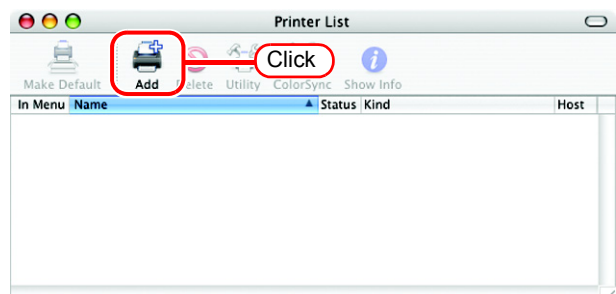 Printer List
Click
Make Default Add Delete Utility ColorSync Show Info
In Menu Name Status Kind Host